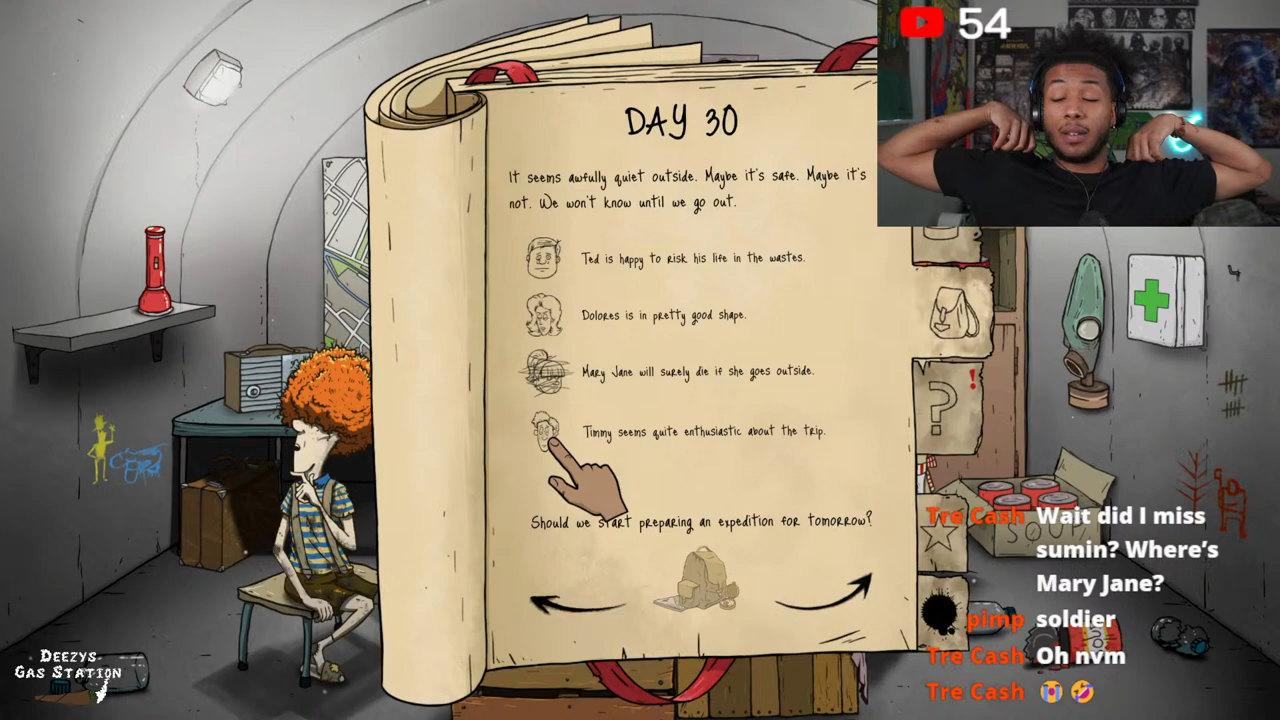 54
DAY 30
It seems awfully quiet outside. Maybe it's safe. Maybe it's
not. We won't know until we go out.
Ted is happy to risk his life in the wastes.
Dolores is in pretty good shape.
Mary Jane will surely die if she goes outside.
Timmy seems quite enthusiastic about the trip.
Should we start preparing an expedition for tomorrow?
?
!
SOUP
Tre Cash Wait did I miss
sumin? Where's
Mary Jane?
pimp soldier
Tre Cash Oh nvm
Tre Cash 😭 🤣
DEEZYS
GAS STATION